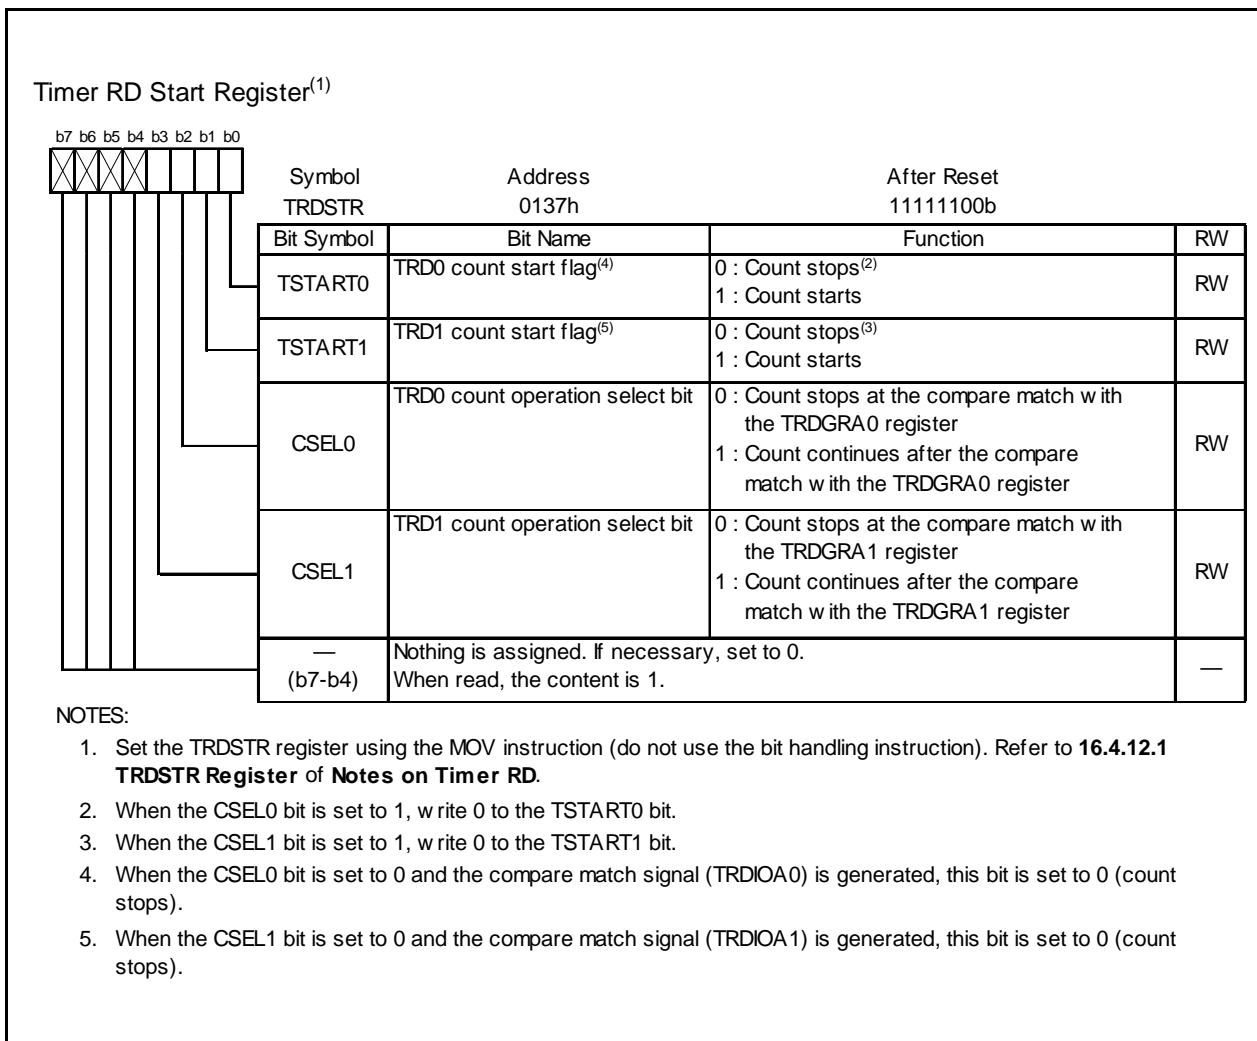 Timer RD Start Register(1)
b7 b6 b5 b4 b3 b2 b1 b0
Symbol Address After Reset
TRDSTR 0137h 11111100b
Bit Symbol Bit Name Function RW
TSTART0 TRD0 count start flag(4) 0 : Count stops(2) RW
1 : Count starts
TSTART1 TRD1 count start flag(5) 0 : Count stops(3) RW
1 : Count starts
CSEL0 TRD0 count operation select bit 0 : Count stops at the compare match with RW
the TRDGRA0 register
1 : Count continues after the compare
match with the TRDGRA0 register
CSEL1 TRD1 count operation select bit 0 : Count stops at the compare match with RW
the TRDGRA1 register
1 : Count continues after the compare
match with the TRDGRA1 register
— Nothing is assigned. If necessary, set to 0. —
(b7-b4) When read, the content is 1.
NOTES:
1. Set the TRDSTR register using the MOV instruction (do not use the bit handling instruction). Refer to 16.4.12.1
TRDSTR Register of Notes on Timer RD.
2. When the CSEL0 bit is set to 1, write 0 to the TSTART0 bit.
3. When the CSEL1 bit is set to 1, write 0 to the TSTART1 bit.
4. When the CSEL0 bit is set to 0 and the compare match signal (TRDIOA0) is generated, this bit is set to 0 (count
stops).
5. When the CSEL1 bit is set to 0 and the compare match signal (TRDIOA1) is generated, this bit is set to 0 (count
stops).